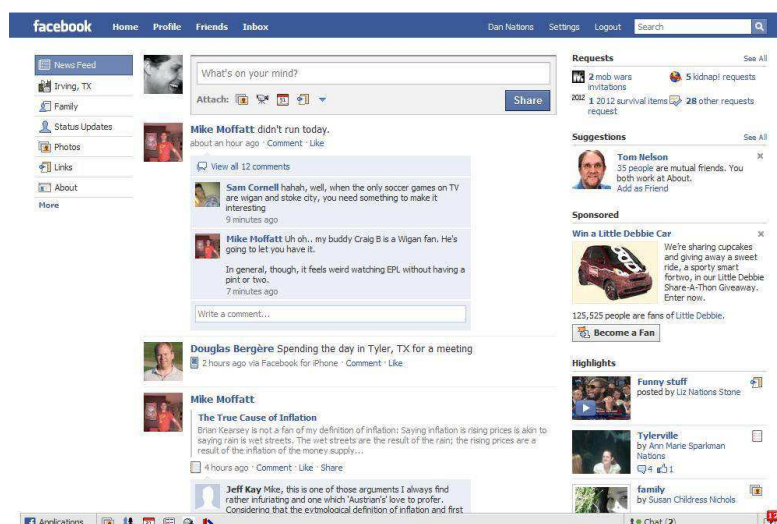 facebook Home Profile Friends Inbox Dan Nations Settings Logout Search
News Feed
Irving, TX
Family
Status Updates
Photos
Links
About
More
What's on your mind?
Attach: Share
Mike Moffatt didn't run today.
about an hour ago · Comment · Like
View all 12 comments
Sam Cornell hahah, well, when the only soccer games on TV
are wigan and stoke city, you need something to make it
interesting
9 minutes ago
Mike Moffatt Uh oh.. my buddy Craig B is a Wigan fan. He's
going to let you have it.
In general, though, it feels weird watching EPL without having a
pint or two.
7 minutes ago
Write a comment...
Douglas Bergère Spending the day in Tyler, TX for a meeting
2 hours ago via Facebook for iPhone · Comment · Like
Mike Moffatt
The True Cause of Inflation
Brian Kearsey is not a fan of my definition of inflation: Saying inflation is rising prices is akin to
saying rain is wet streets. The wet streets are the result of the rain; the rising prices are a
result of the inflation of the money supply...
4 hours ago · Comment · Like · Share
Jeff Kay Mike, this is one of those arguments I always find
rather infuriating and one which 'Austrian's' love to profer.
Considering that the eytmological definition of inflation and first
Requests See All
2 mob wars
invitations
5 kidnap! requests
2012 1 2012 survival items
request
28 other requests
Suggestions See All
Tom Nelson
35 people are mutual friends. You
both work at About.
Add as Friend
Sponsored
Win a Little Debbie Car
We're sharing cupcakes
and giving away a sweet
ride, a sporty smart
fortwo, in our Little Debbie
Share-A-Thon Giveaway.
Enter now.
125,525 people are fans of Little Debbie.
Become a Fan
Highlights
Funny stuff
posted by Liz Nations Stone
Tylerville
by Ann Marie Sparkman
Nations
4 1
family
by Susan Childress Nichols
Applications
Chat (2)